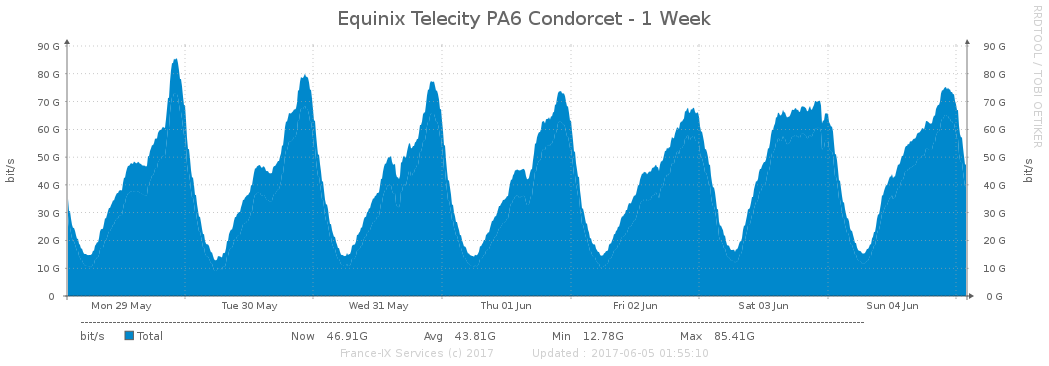 Equinix Telecity PA6 Condorcet - 1 Week
RRDTOOL / TOBI OETIKER
bit/s
90 G
80 G
70 G
60 G
50 G
40 G
30 G
20 G
10 G
0
90 G
80 G
70 G
60 G
50 G
40 G
30 G
20 G
10 G
0 G
bit/s
Mon 29 May Tue 30 May Wed 31 May Thu 01 Jun Fri 02 Jun Sat 03 Jun Sun 04 Jun
bit/s Total Now 46.91G Avg 43.81G Min 12.78G Max 85.41G
France-IX Services (c) 2017 Updated : 2017-06-05 01:55:10